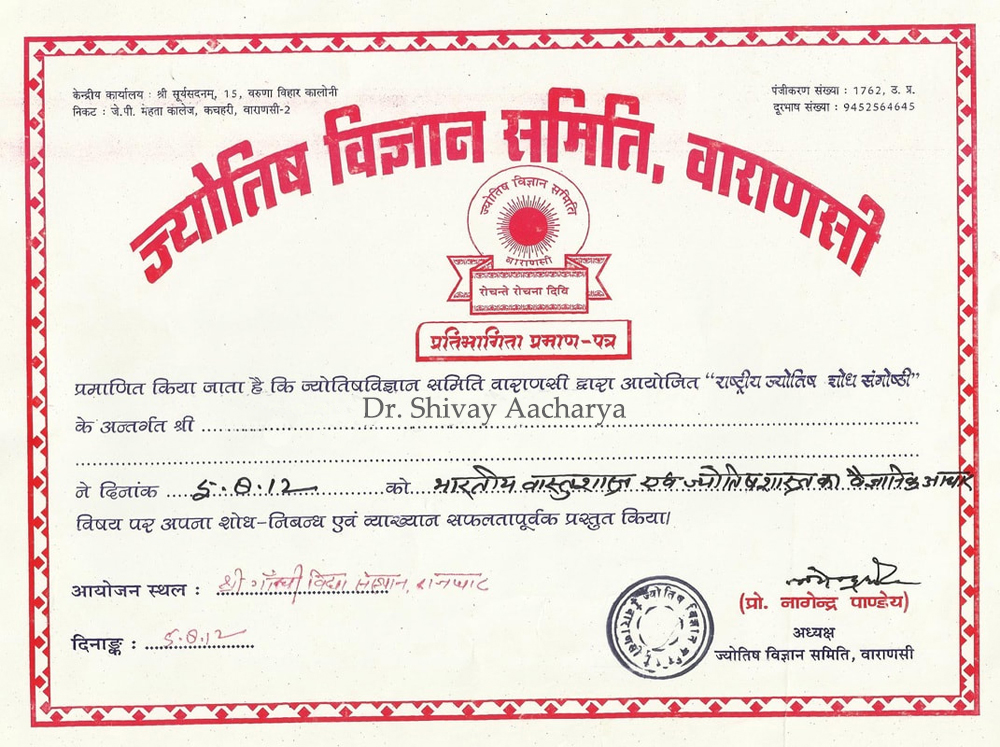 केन्द्रीय कार्यालय : श्री सूर्यसदनम्, 15, वरुणा विहार कालोनी
निकट : जे.पी. मेहता कालेज, कचहरी, वाराणसी-2
पंजीकरण संख्या : 1762, उ. प्र.
दूरभाष संख्या : 9452564645
ज्योतिष विज्ञान समिति, वाराणसी
ज्योतिष विज्ञान समिति
वाराणसी
रोचन्ते रोचना दिवि
प्रतिभागिता प्रमाण-पत्र
प्रमाणित किया जाता है कि ज्योतिषविज्ञान समिति वाराणसी द्वारा आयोजित “राष्ट्रीय ज्योतिष शोध संगोष्ठी”
Dr. Shivay Aacharya
के अन्तर्गत श्री
ने दिनांक 5.8.12 को भारतीय वास्तुशास्त्र एवं ज्योतिषशास्त्र का वैज्ञानिक आधार
विषय पर अपना शोध-निबन्ध एवं व्याख्यान सफलतापूर्वक प्रस्तुत किया।
आयोजन स्थल : श्री गाँधी विद्या संस्थान, राजघाट
दिनाङ्क : 5.8.12
(प्रो. नागेन्द्र पाण्डेय)
अध्यक्ष
ज्योतिष विज्ञान समिति, वाराणसी
ज्योतिष विज्ञान